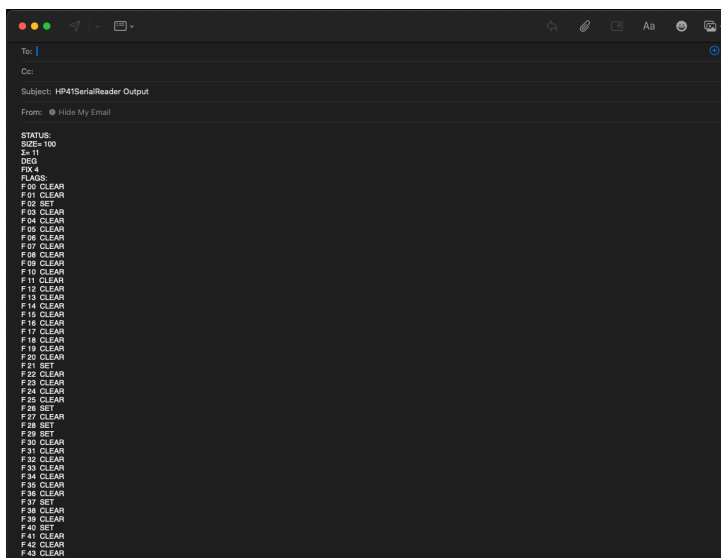 Aa
To:
Cc:
Subject: HP41SerialReader Output
From: Hide My Email
STATUS:
SIZE= 100
Σ= 11
DEG
FIX 4
FLAGS:
F 00 CLEAR
F 01 CLEAR
F 02 SET
F 03 CLEAR
F 04 CLEAR
F 05 CLEAR
F 06 CLEAR
F 07 CLEAR
F 08 CLEAR
F 09 CLEAR
F 10 CLEAR
F 11 CLEAR
F 12 CLEAR
F 13 CLEAR
F 14 CLEAR
F 15 CLEAR
F 16 CLEAR
F 17 CLEAR
F 18 CLEAR
F 19 CLEAR
F 20 CLEAR
F 21 SET
F 22 CLEAR
F 23 CLEAR
F 24 CLEAR
F 25 CLEAR
F 26 SET
F 27 CLEAR
F 28 SET
F 29 SET
F 30 CLEAR
F 31 CLEAR
F 32 CLEAR
F 33 CLEAR
F 34 CLEAR
F 35 CLEAR
F 36 CLEAR
F 37 SET
F 38 CLEAR
F 39 CLEAR
F 40 SET
F 41 CLEAR
F 42 CLEAR
F 43 CLEAR